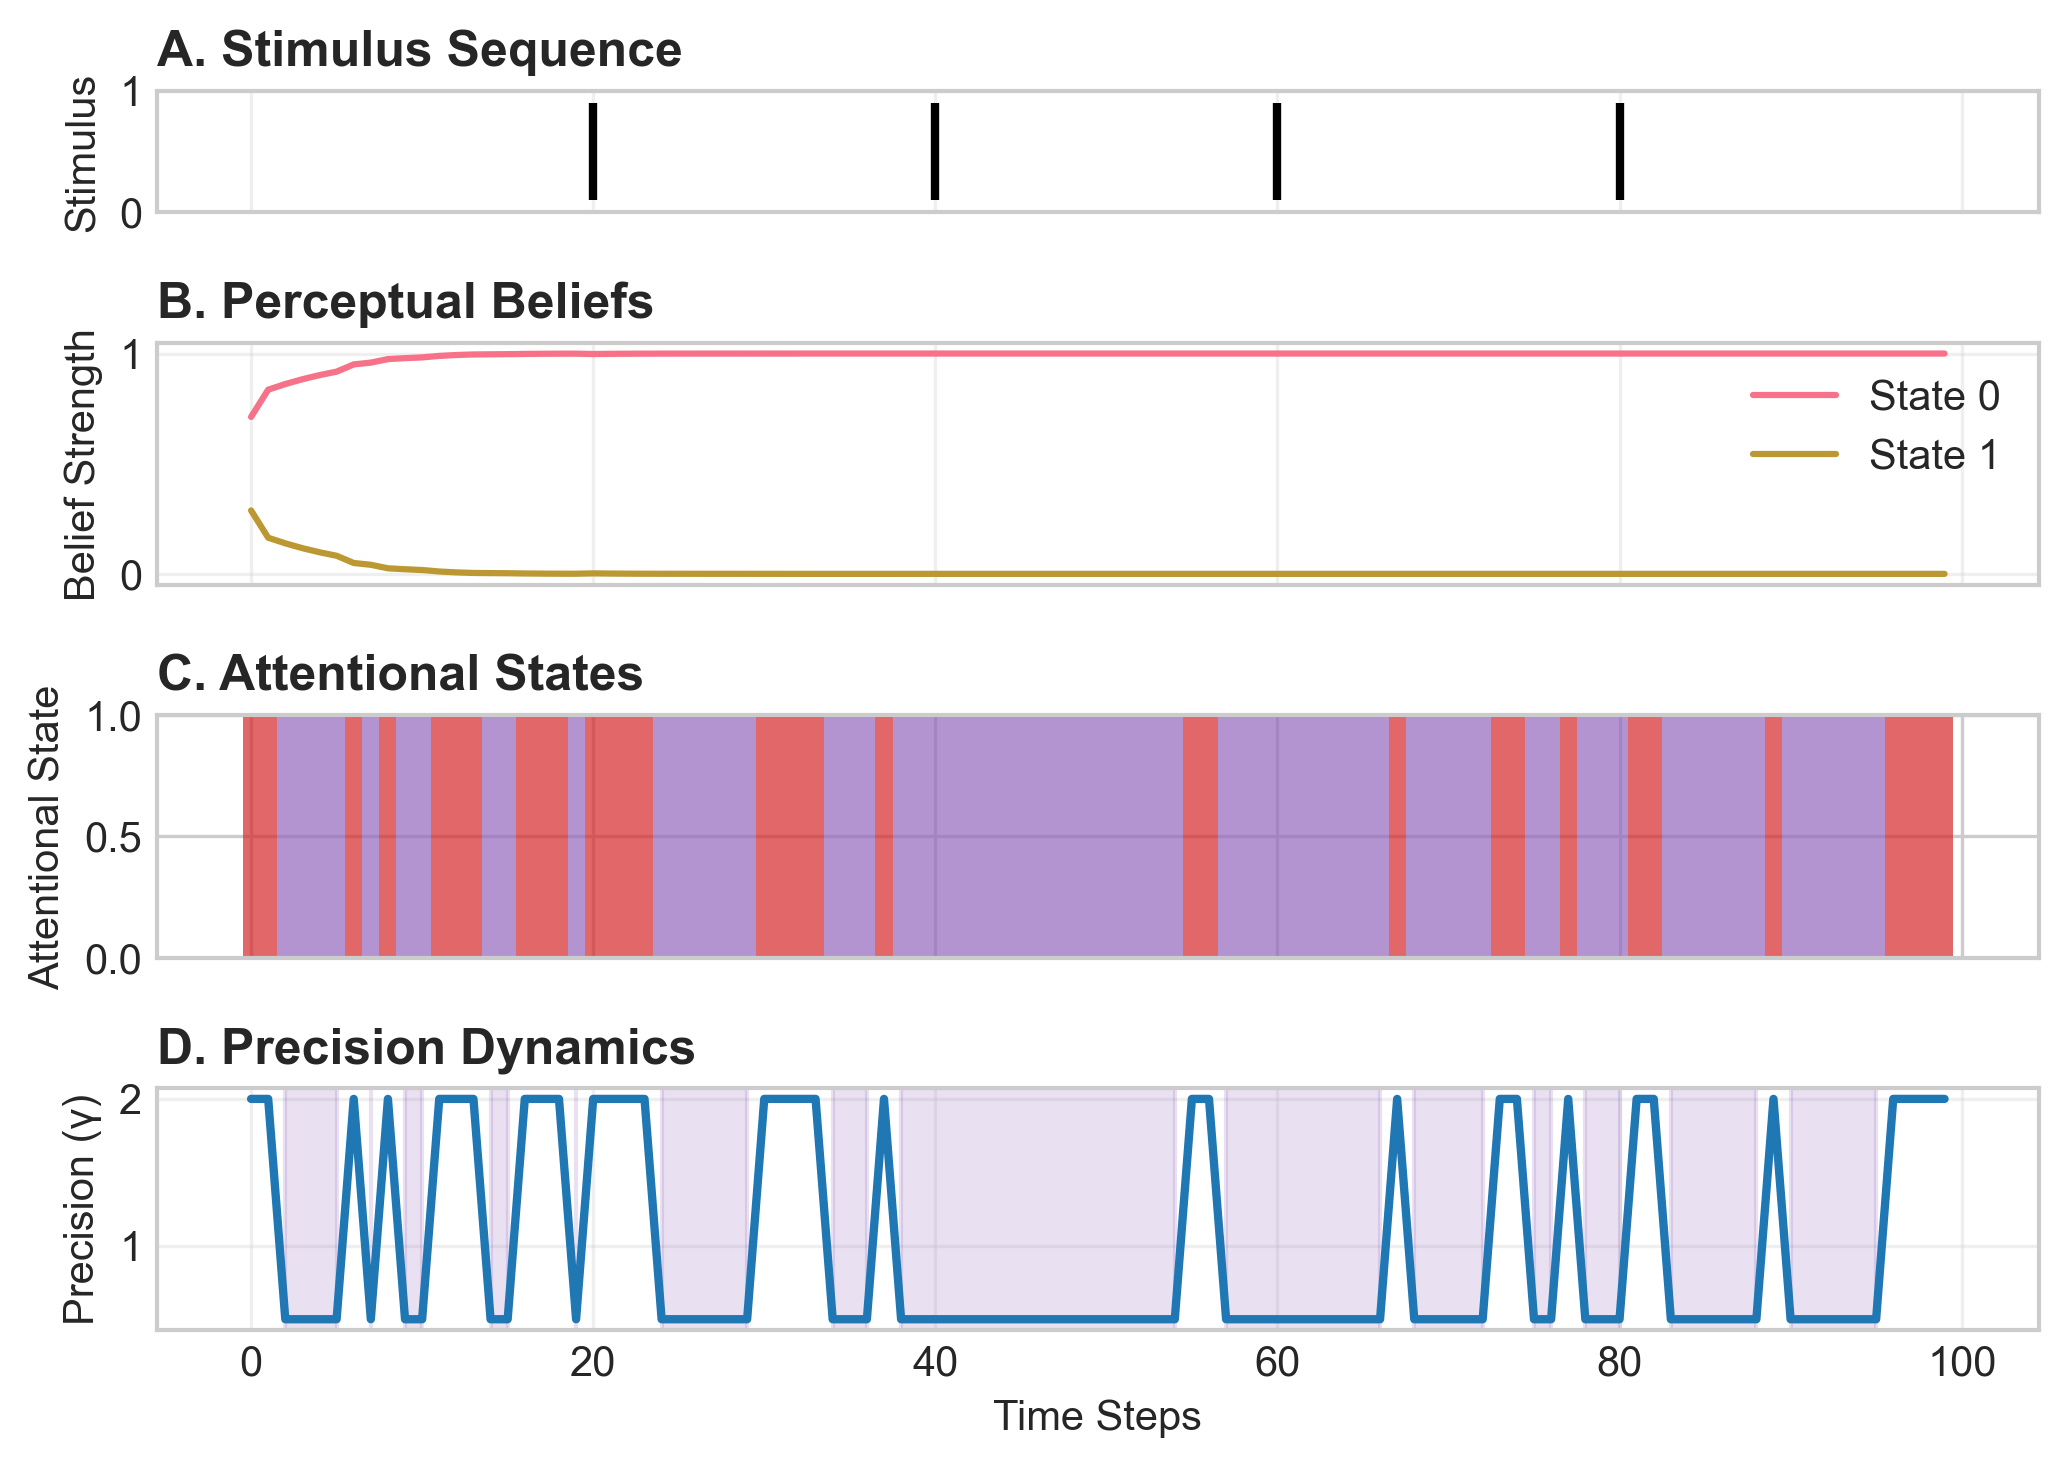 A. Stimulus Sequence
Stimulus
1
0
B. Perceptual Beliefs
Belief Strength
1
0
State 0
State 1
C. Attentional States
Attentional State
1.0
0.5
0.0
D. Precision Dynamics
Precision (γ)
2
1
0 20 40 60 80 100
Time Steps